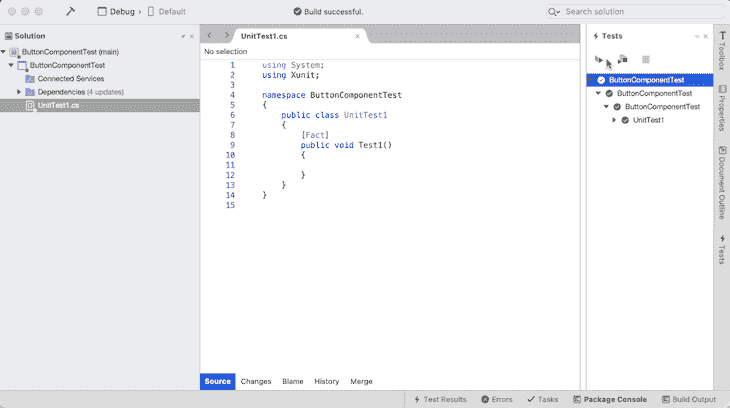 Debug › Default
Build successful.
Search solution
Solution
ButtonComponentTest (main)
ButtonComponentTest
Connected Services
Dependencies (4 updates)
UnitTest1.cs
UnitTest1.cs
No selection
1 using System;
2 using Xunit;
3
4 namespace ButtonComponentTest
5 {
6 public class UnitTest1
7 {
8 [Fact]
9 public void Test1()
10 {
11
12 }
13 }
14 }
15
Source Changes Blame History Merge
Tests
ButtonComponentTest
ButtonComponentTest
ButtonComponentTest
UnitTest1
Toolbox
Properties
Document Outline
Tests
Test Results Errors Tasks Package Console Build Output